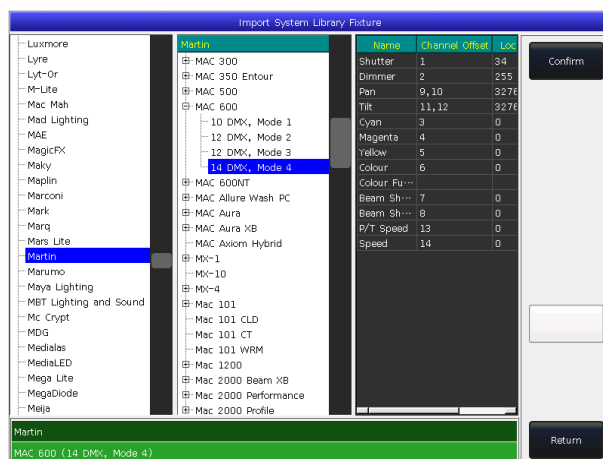 Import System Library Fixture
Luxmore
Lyre
Lyt-Or
M-Lite
Mac Mah
Mad Lighting
MAE
MagicFX
Maky
Maplin
Marconi
Mark
Marq
Mars Lite
Martin
Marumo
Maya Lighting
MBT Lighting and Sound
Mc Crypt
MDG
Medialas
MediaLED
Mega Lite
MegaDiode
Meija
Martin
MAC 300
MAC 350 Entour
MAC 500
MAC 600
10 DMX, Mode 1
12 DMX, Mode 2
12 DMX, Mode 3
14 DMX, Mode 4
MAC 600NT
MAC Allure Wash PC
MAC Aura
MAC Aura XB
MAC Axiom Hybrid
MX-1
MX-10
MX-4
Mac 101
Mac 101 CLD
Mac 101 CT
Mac 101 WRM
Mac 1200
Mac 2000 Beam XB
Mac 2000 Performance
Mac 2000 Profile
Name Channel Offset Loc
Shutter 1 34
Dimmer 2 255
Pan 9,10 3276
Tilt 11,12 3276
Cyan 3 0
Magenta 4 0
Yellow 5 0
Colour 6 0
Colour Fu···
Beam Sh··· 7 0
Beam Sh··· 8 0
P/T Speed 13 0
Speed 14 0
Confirm
Return
Martin
MAC 600 (14 DMX, Mode 4)